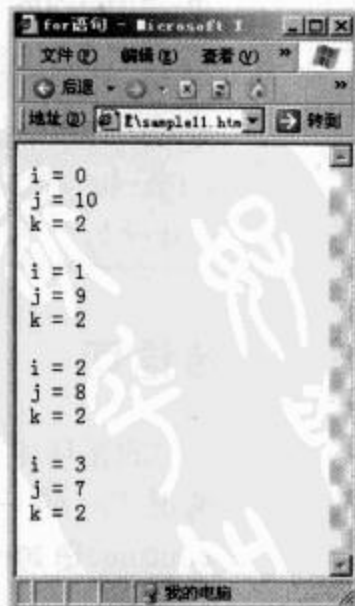 for语句 - Microsoft I
文件(F) 编辑(E) 查看(V) »
后退 »
地址(D) E\sample11.htm 转到
i = 0
j = 10
k = 2
i = 1
j = 9
k = 2
i = 2
j = 8
k = 2
i = 3
j = 7
k = 2
我的电脑